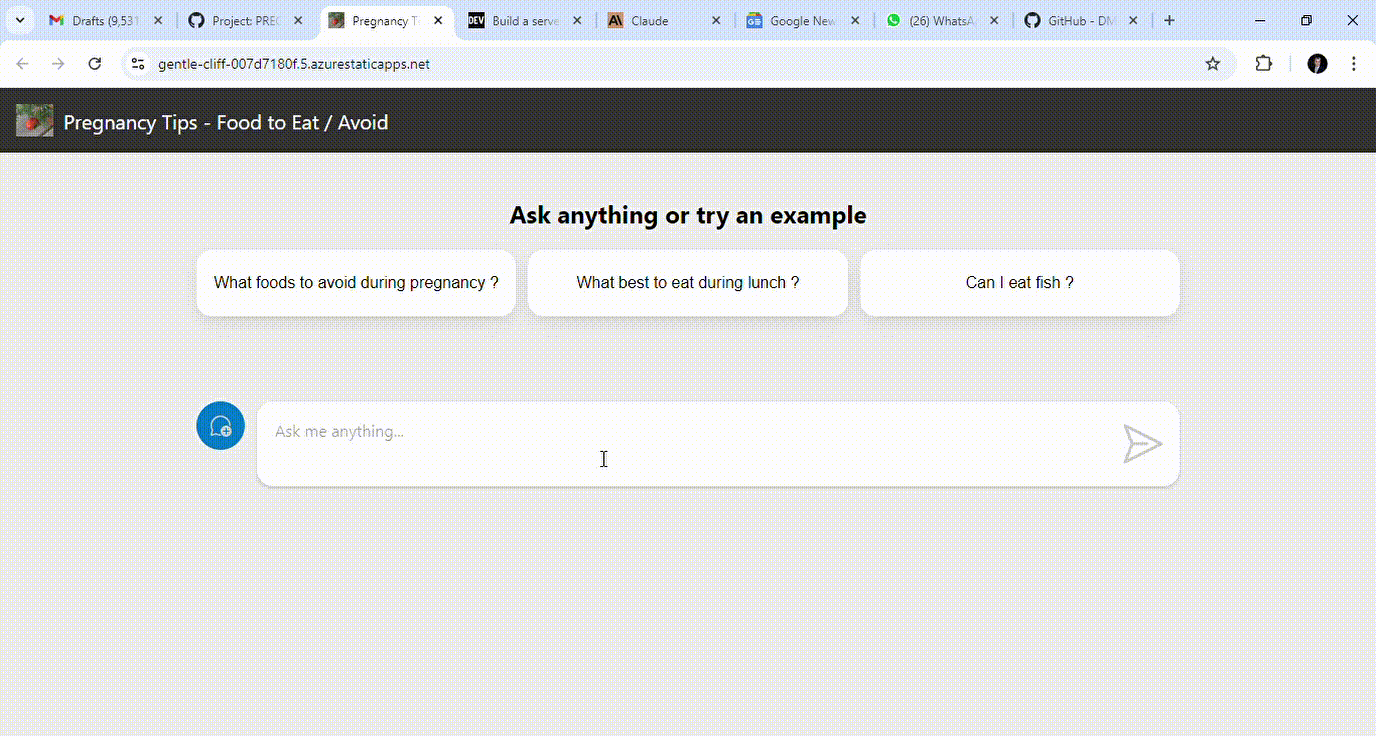 Drafts (9,531
Project: PREG
Pregnancy T
DEV
Build a serve
Claude
Google New
(26) WhatsA
GitHub - DM
gentle-cliff-007d7180f.5.azurestaticapps.net
Pregnancy Tips - Food to Eat / Avoid
Ask anything or try an example
What foods to avoid during pregnancy ?
What best to eat during lunch ?
Can I eat fish ?
Ask me anything...